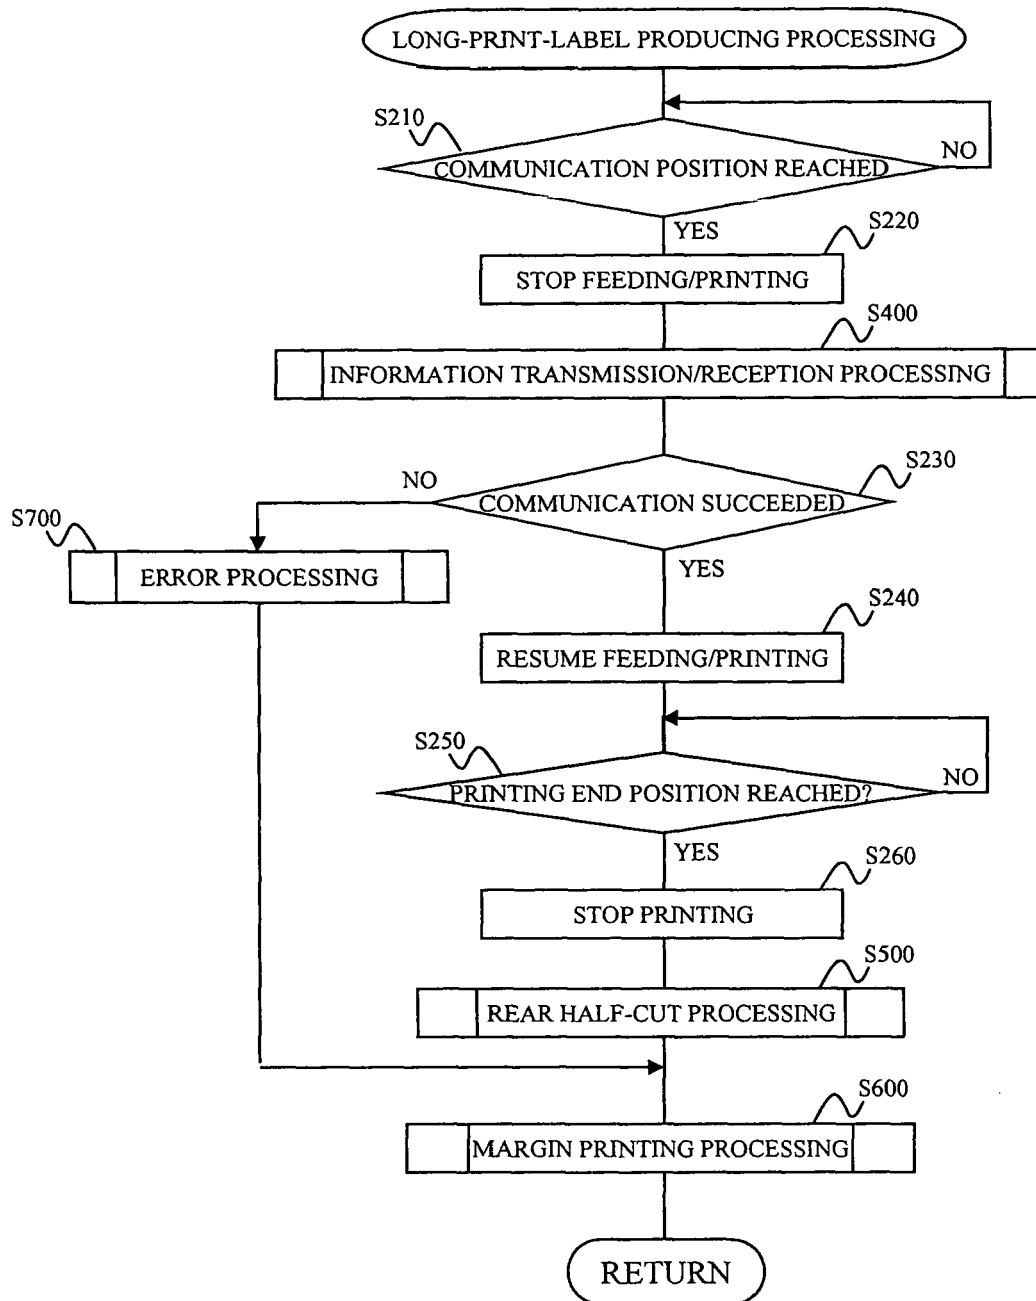 LONG-PRINT-LABEL PRODUCING PROCESSING
S210
COMMUNICATION POSITION REACHED
NO
YES
S220
STOP FEEDING/PRINTING
S400
INFORMATION TRANSMISSION/RECEPTION PROCESSING
S230
NO
COMMUNICATION SUCCEEDED
S700
ERROR PROCESSING
YES
S240
RESUME FEEDING/PRINTING
S250
PRINTING END POSITION REACHED?
NO
YES
S260
STOP PRINTING
S500
REAR HALF-CUT PROCESSING
S600
MARGIN PRINTING PROCESSING
RETURN